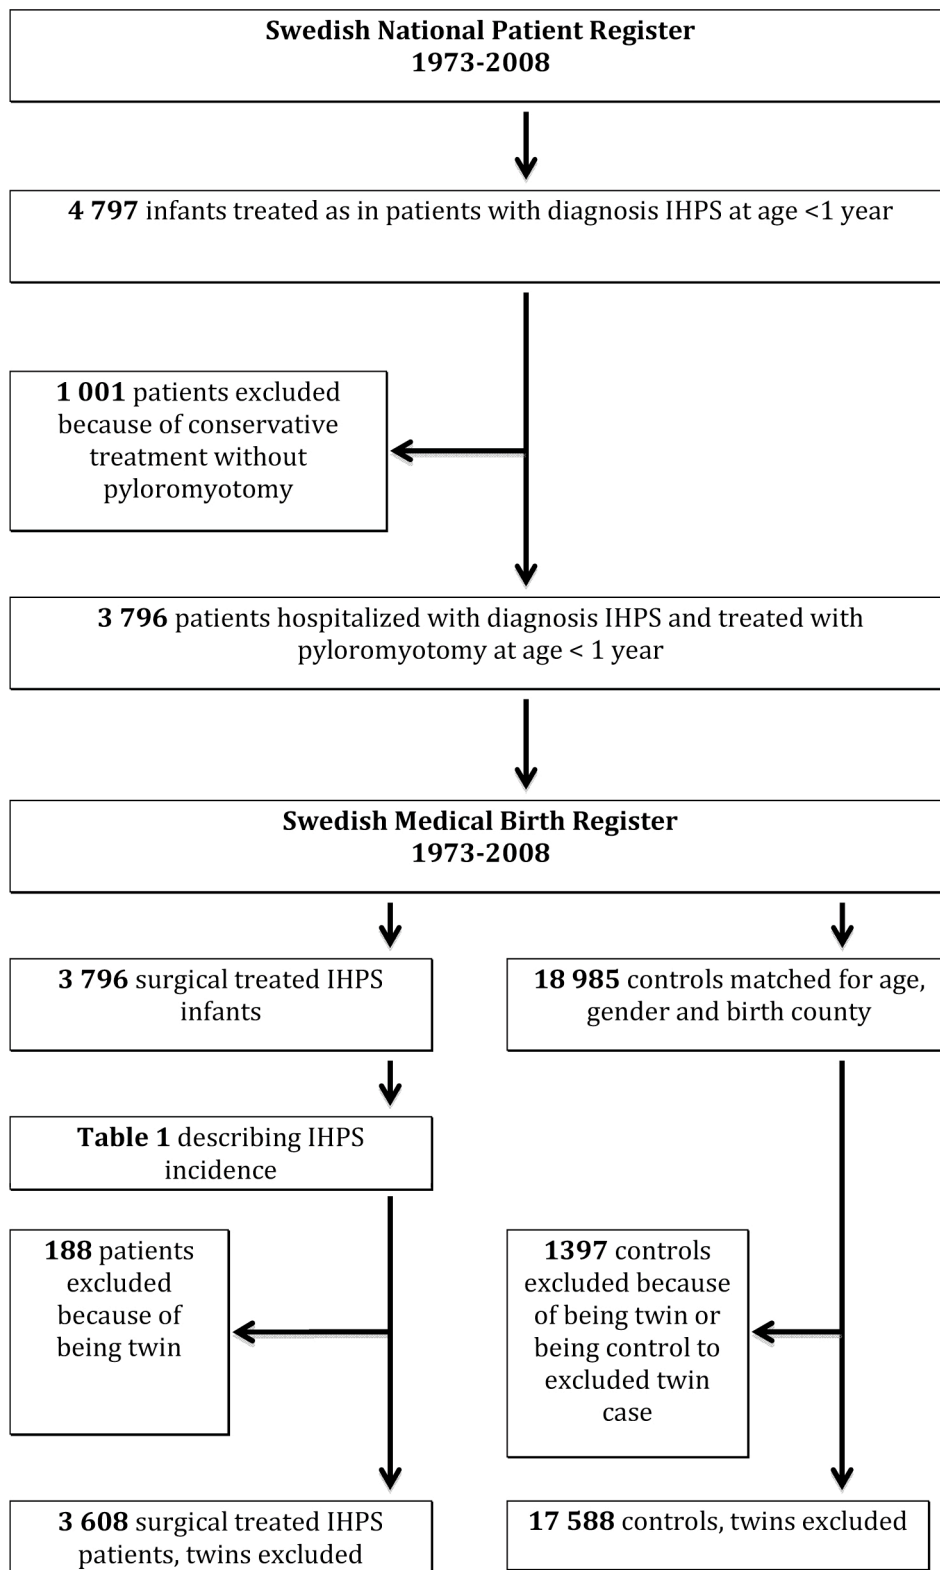 Swedish National Patient Register
1973-2008
4 797 infants treated as in patients with diagnosis IHPS at age <1 year
1 001 patients excluded
because of conservative
treatment without
pyloromyotomy
3 796 patients hospitalized with diagnosis IHPS and treated with
pyloromyotomy at age < 1 year
Swedish Medical Birth Register
1973-2008
3 796 surgical treated IHPS
infants
18 985 controls matched for age,
gender and birth county
Table 1 describing IHPS
incidence
188 patients
excluded
because of
being twin
1397 controls
excluded because
of being twin or
being control to
excluded twin
case
3 608 surgical treated IHPS
patients, twins excluded
17 588 controls, twins excluded